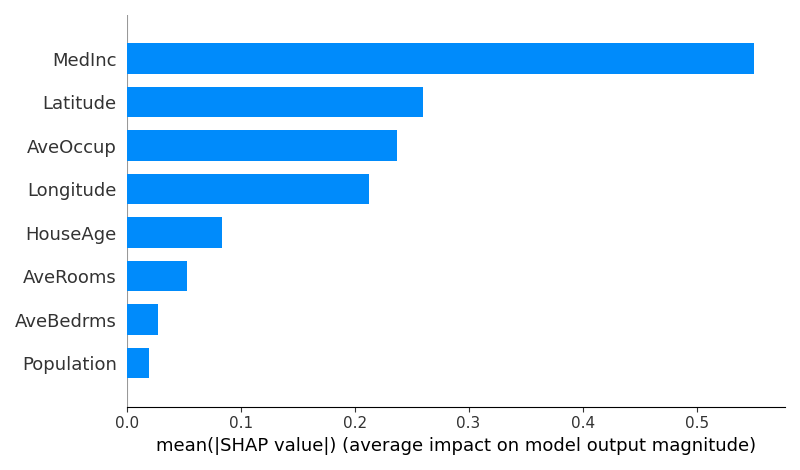 MedInc
Latitude
AveOccup
Longitude
HouseAge
AveRooms
AveBedrms
Population
0.0 0.1 0.2 0.3 0.4 0.5
mean(|SHAP value|) (average impact on model output magnitude)